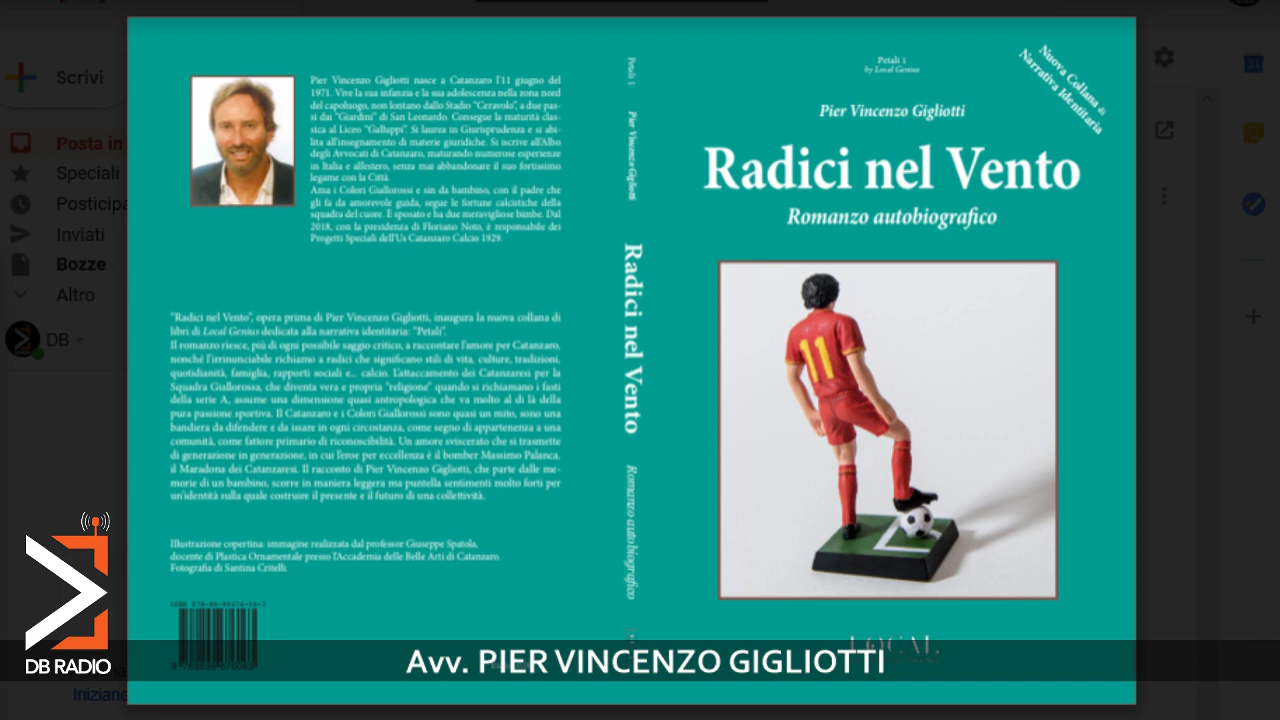 Scrivi
Posta in
Speciali
Posticipa
Inviati
Bozze
Altro
DB
Iniziane
Pier Vincenzo Gigliotti nasce a Catanzaro l'11 giugno del
1971. Vive la sua infanzia e la sua adolescenza nella zona nord
del capoluogo, non lontano dallo Stadio "Ceravolo", a due pas-
si dai "Giardini" di San Leonardo. Consegue la maturità clas-
sica al Liceo "Galluppi". Si laurea in Giurisprudenza e si abi-
lita all'insegnamento di materie giuridiche. Si iscrive all'Albo
degli Avvocati di Catanzaro, maturando numerose esperienze
in Italia e all'estero, senza mai abbandonare il suo fortissimo
legame con la Città.
Ama i Colori Giallorossi e sin da bambino, con il padre che
gli fa da amorevole guida, segue le fortune calcistiche della
squadra del cuore. È sposato e ha due meravigliose bimbe. Dal
2018, con la presidenza di Floriano Noto, è responsabile dei
Progetti Speciali dell'Us Catanzaro Calcio 1929.
"Radici nel Vento", opera prima di Pier Vincenzo Gigliotti, inaugura la nuova collana di
libri di Local Genius dedicata alla narrativa identitaria: "Petali".
Il romanzo riesce, più di ogni possibile saggio critico, a raccontare l'amore per Catanzaro,
nonché l'irrinunciabile richiamo a radici che significano stili di vita, culture, tradizioni,
quotidianità, famiglia, rapporti sociali e... calcio. L'attaccamento dei Catanzaresi per la
Squadra Giallorossa, che diventa vera e propria "religione" quando si richiamano i fasti
della serie A, assume una dimensione quasi antropologica che va molto al di là della
pura passione sportiva. Il Catanzaro e i Colori Giallorossi sono quasi un mito, sono una
bandiera da difendere e da issare in ogni circostanza, come segno di appartenenza a una
comunità, come fattore primario di riconoscibilità. Un amore sviscerato che si trasmette
di generazione in generazione, in cui l'eroe per eccellenza è il bomber Massimo Palanca,
il Maradona dei Catanzaresi. Il racconto di Pier Vincenzo Gigliotti, che parte dalle me-
morie di un bambino, scorre in maniera leggera ma puntella sentimenti molto forti per
un'identità sulla quale costruire il presente e il futuro di una collettività.
Illustrazione copertina: immagine realizzata dal professor Giuseppe Spatola,
docente di Plastica Ornamentale presso l'Accademia delle Belle Arti di Catanzaro.
Fotografia di Santina Critelli.
Petali 1
Pier Vincenzo Gigliotti
Radici nel Vento
Romanzo autobiografico
Petali 1
by Local Genius
Nuova Collana di
Narrativa Identitaria
Pier Vincenzo Gigliotti
Radici nel Vento
Romanzo autobiografico
11
LOCAL
DB RADIO
Avv. PIER VINCENZO GIGLIOTTI